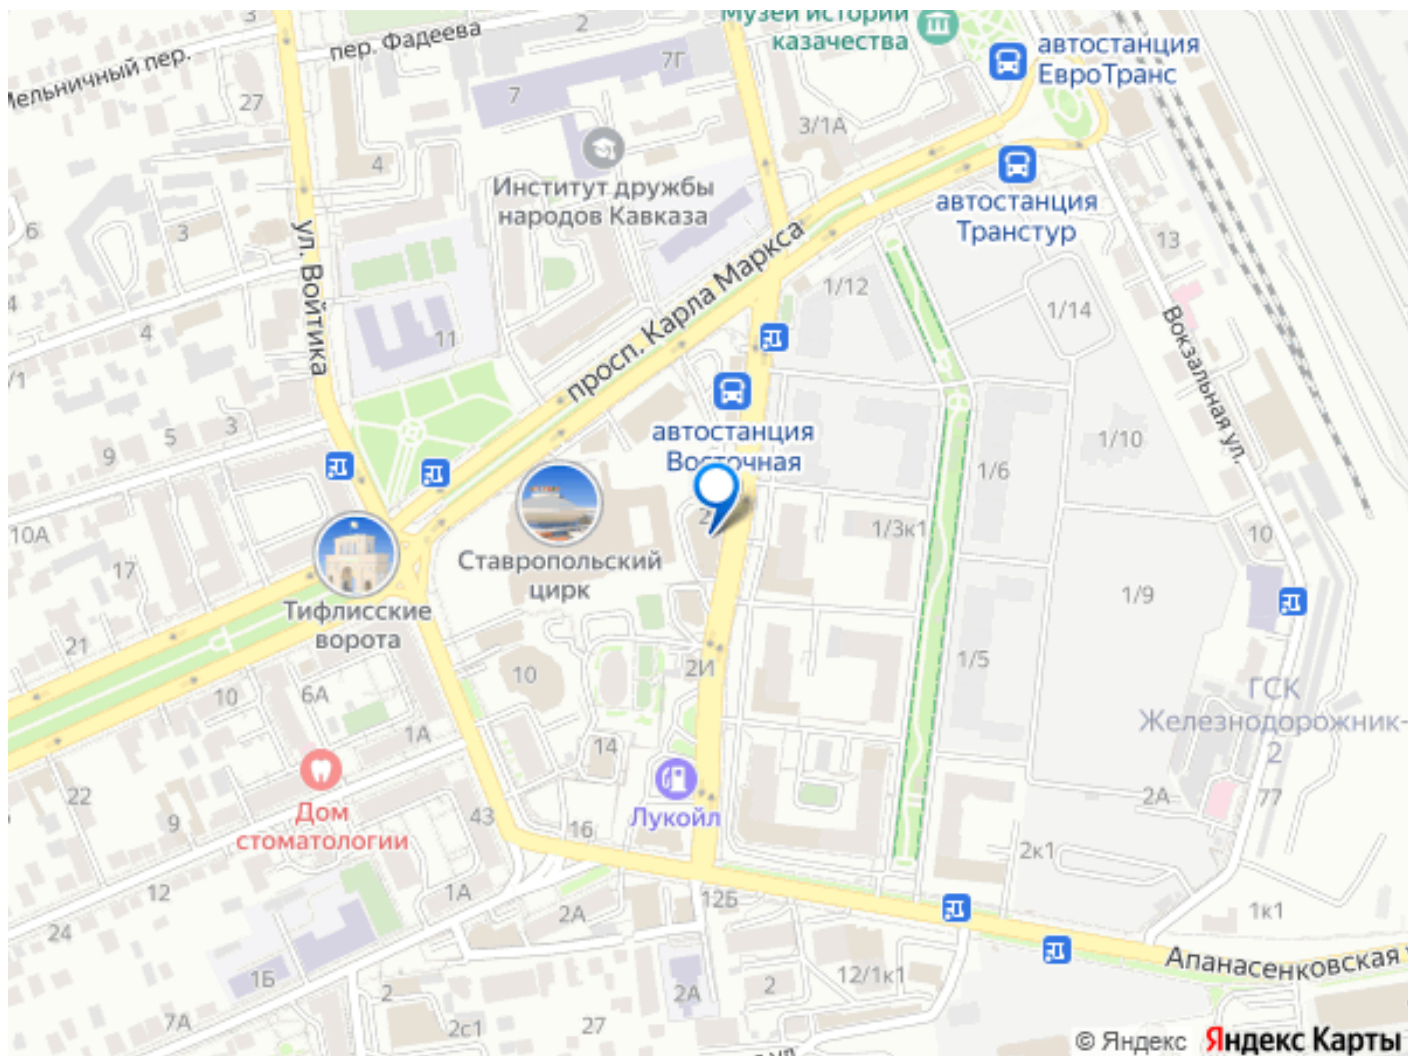 Музей истории
казачества
пер. Фадеева
2
Мельничный пер.
7Г
автостанция
ЕвроТранс
7
27
3/1А
4
Институт дружбы
народов Кавказа
автостанция
Транстур
6
3
ул. Войтика
13
просп. Карла Маркса
1/12
1/14
4
11
Вокзальная ул.
/1
3
5
9
автостанция
Восточная
1/10
1/6
10А
2
1/3к1
10
Ставропольский
цирк
17
1/9
Тифлисские
ворота
21
10
2И
1/5
6А
10
ГСК
Железнодорожник-
2
1А
14
22
Дом
стоматологии
9
43
16
Лукойл
2А
77
2к1
12
1А
2А
12Б
1к1
24
Апанасенковская
1Б
2
2А
2
12/1к1
7А
2с1
27
ул.
© Яндекс Яндекс Карты